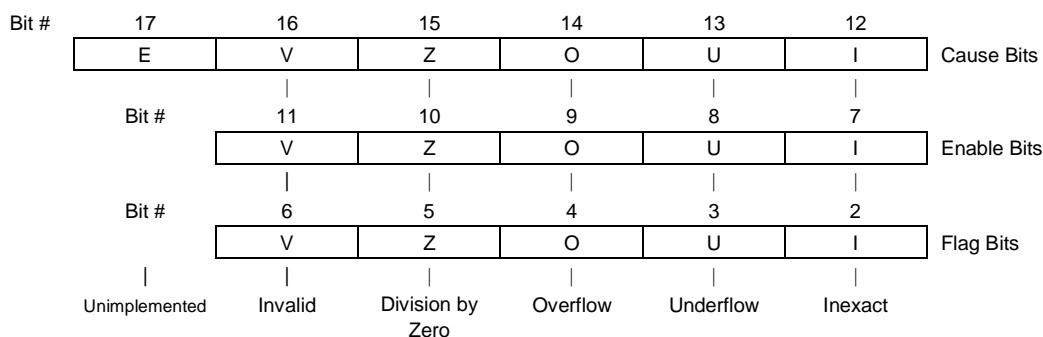 Bit # 17 16 15 14 13 12
E V Z O U I Cause Bits
Bit # 11 10 9 8 7
V Z O U I Enable Bits
Bit # 6 5 4 3 2
V Z O U I Flag Bits
Unimplemented Invalid Division by Overflow Underflow Inexact
Zero